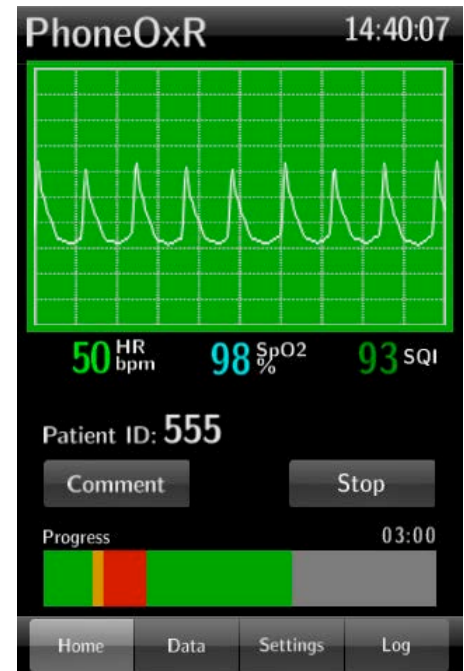 PhoneOxR 14:40:07
50 HR bpm 98 SpO2 % 93 SQI
Patient ID: 555
Comment Stop
Progress 03:00
Home Data Settings Log